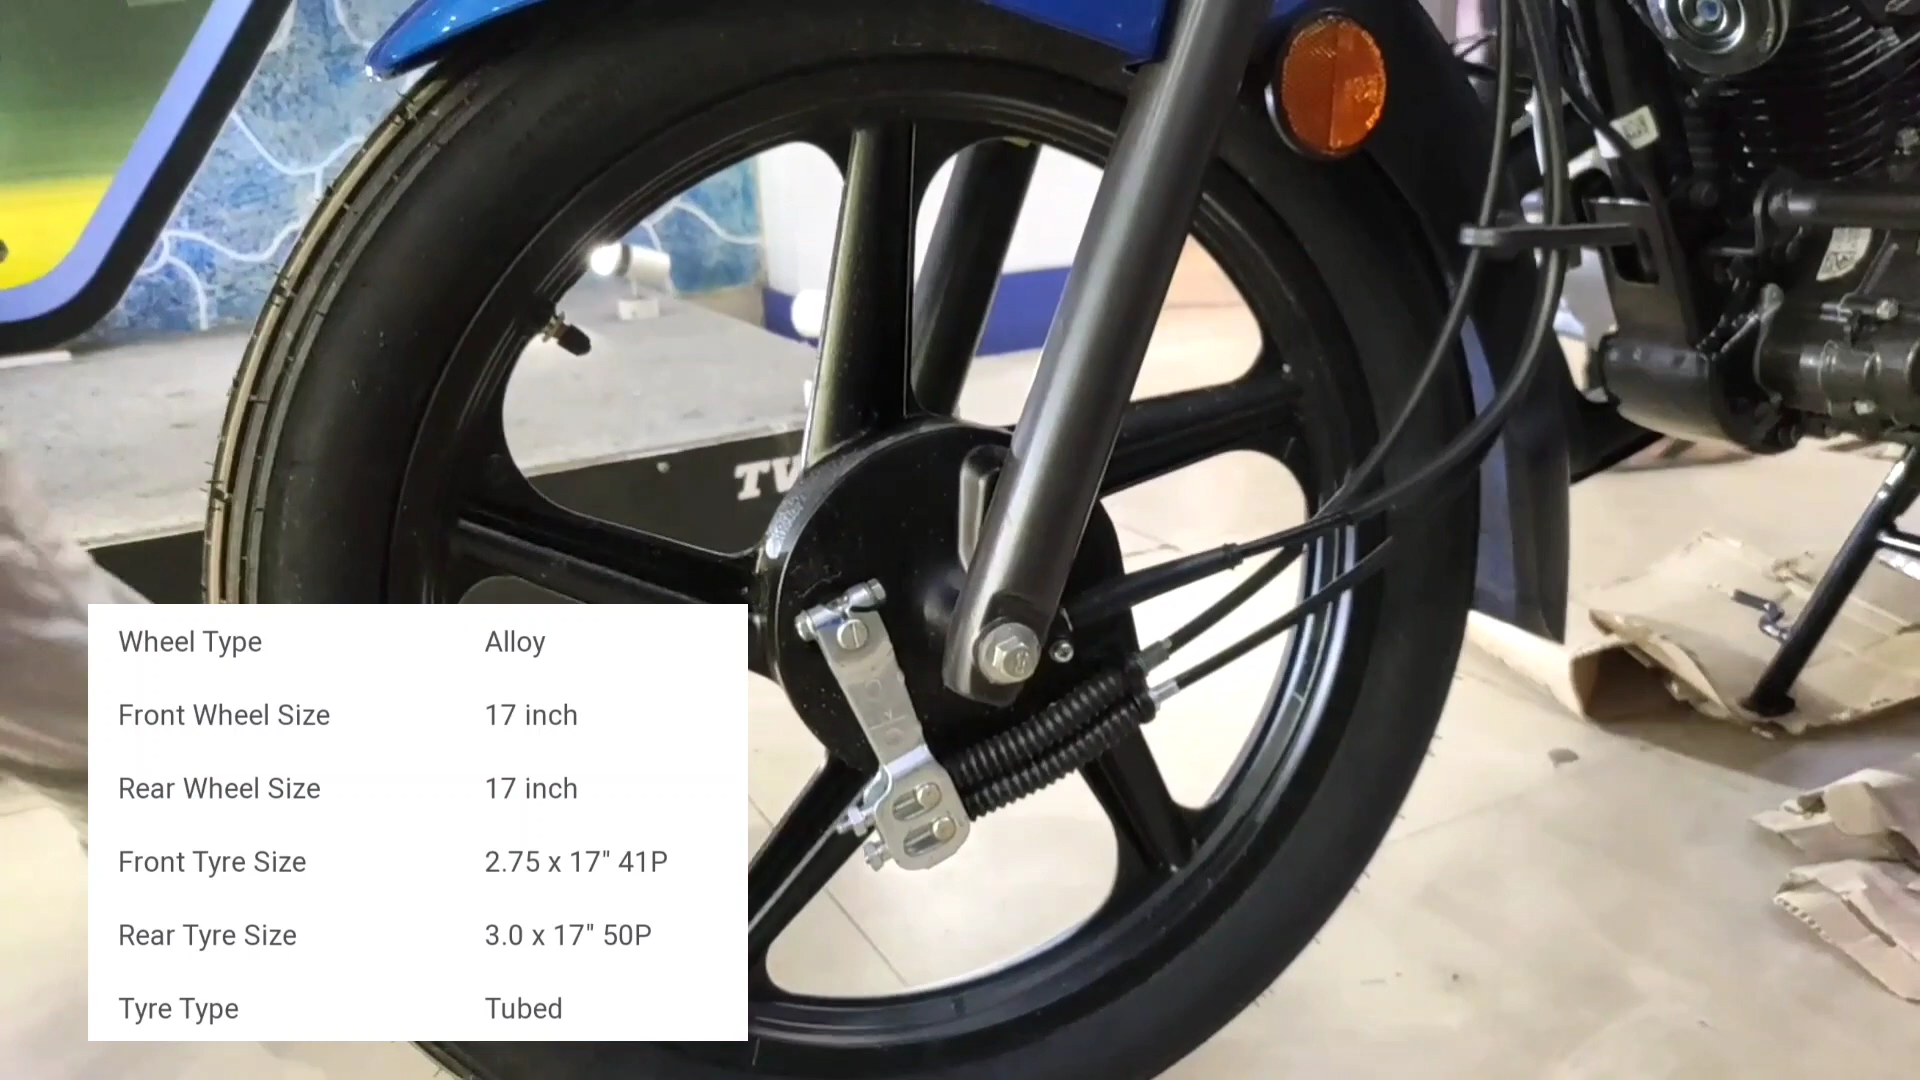 TV
Wheel Type Alloy
Front Wheel Size 17 inch
Rear Wheel Size 17 inch
Front Tyre Size 2.75 x 17" 41P
Rear Tyre Size 3.0 x 17" 50P
Tyre Type Tubed